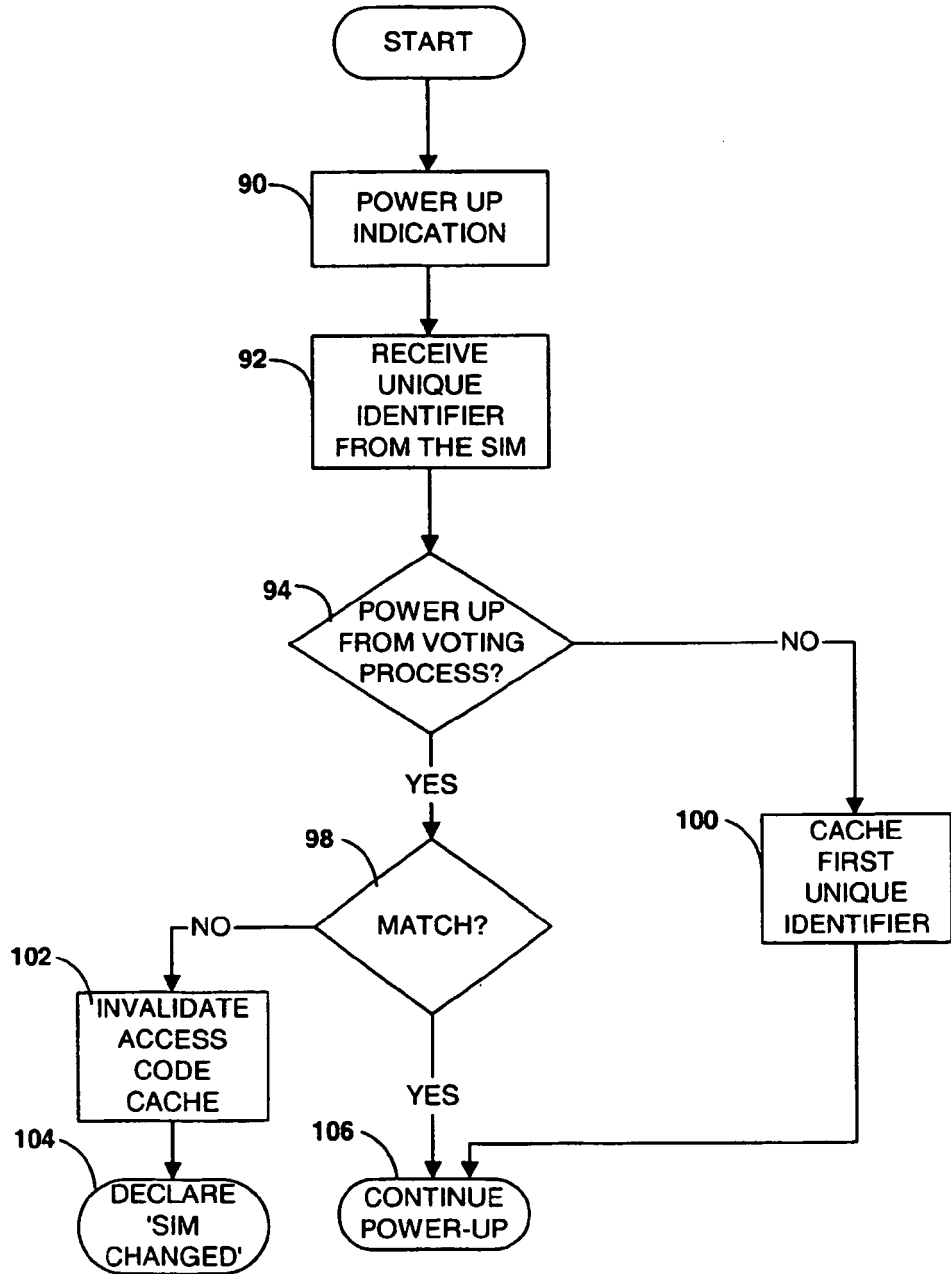 START
90
POWER UP
INDICATION
92
RECEIVE
UNIQUE
IDENTIFIER
FROM THE SIM
94
POWER UP
FROM VOTING
PROCESS?
NO
YES
100
CACHE
FIRST
UNIQUE
IDENTIFIER
98
MATCH?
NO
102
INVALIDATE
ACCESS
CODE
CACHE
YES
104
DECLARE
'SIM
CHANGED'
106
CONTINUE
POWER-UP